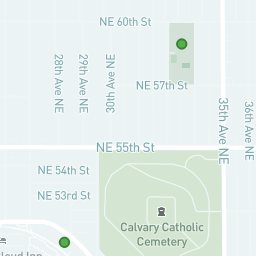 NE 60th St
28th Ave NE
29th Ave NE
30th Ave NE
NE 57th St
35th Ave NE
36th Ave NE
NE 55th St
NE 54th St
NE 53rd St
Calvary Catholic
Cemetery
Inn